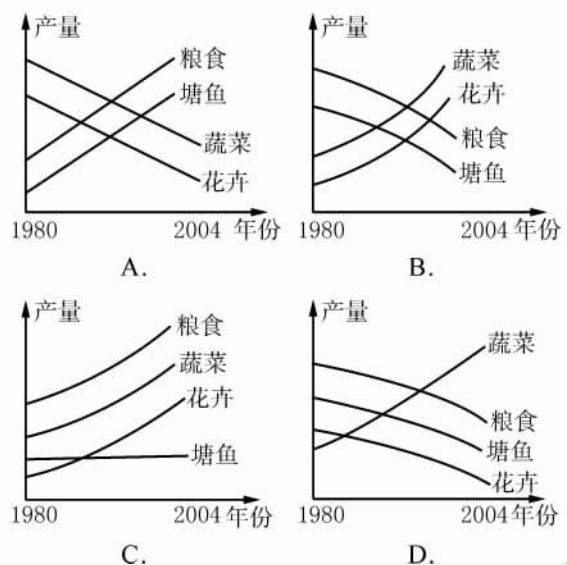 产量
粮食
塘鱼
蔬菜
花卉
1980
2004 年份
A.
产量
蔬菜
花卉
粮食
塘鱼
1980
2004 年份
B.
产量
粮食
蔬菜
花卉
塘鱼
1980
2004 年份
C.
产量
蔬菜
粮食
塘鱼
花卉
1980
2004 年份
D.